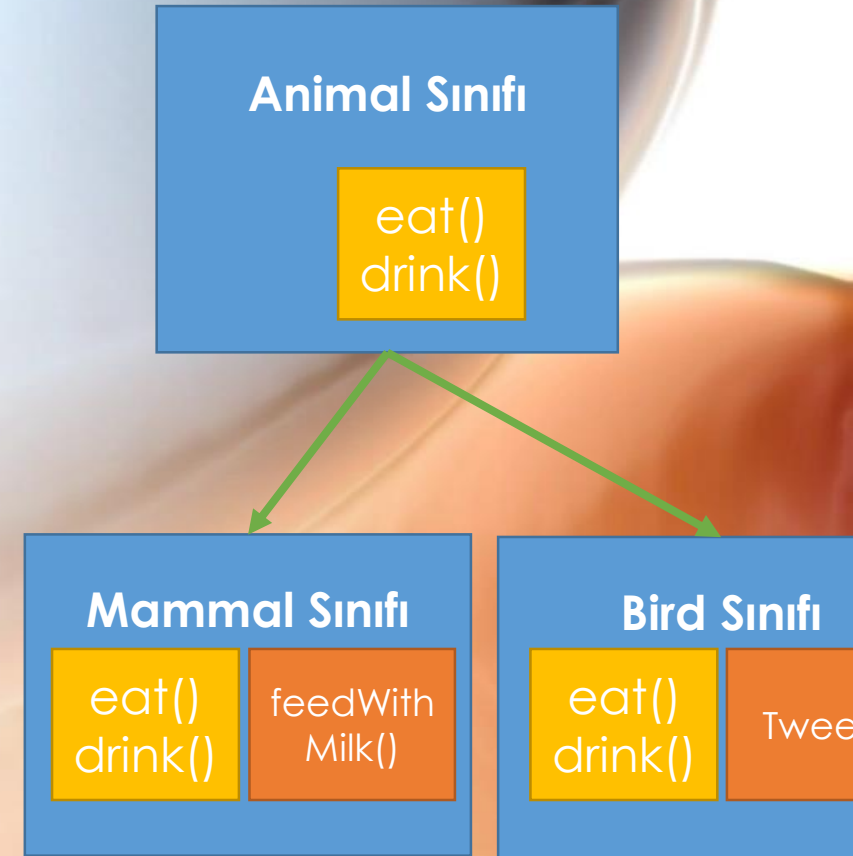 Animal Sınıfı
eat()
drink()
Mammal Sınıfı
eat()
drink()
feedWith
Milk()
Bird Sınıfı
eat()
drink()